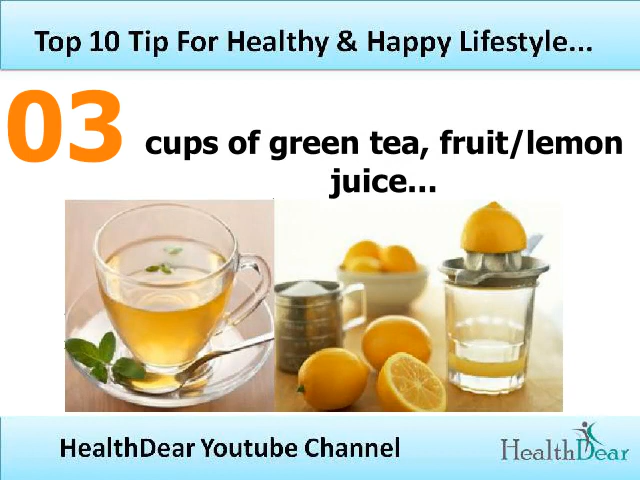 Top 10 Tip For Healthy & Happy Lifestyle...
03 cups of green tea, fruit/lemon
juice...
HealthDear Youtube Channel
HealthDear